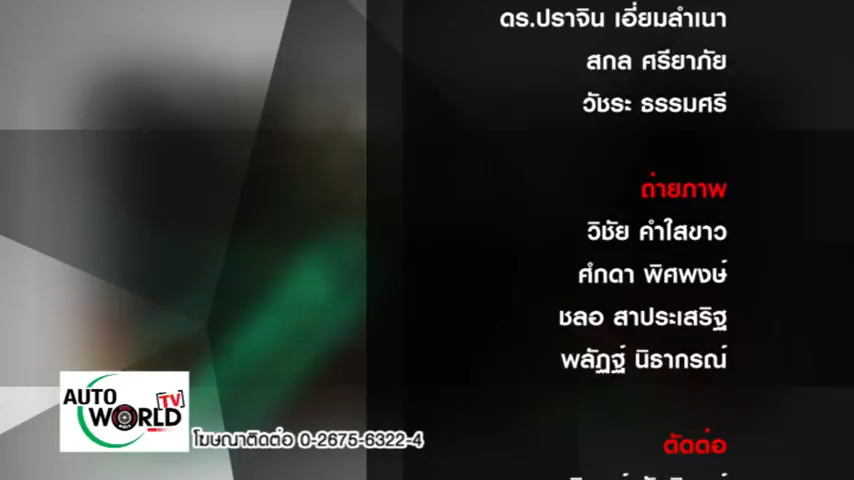 ดร.ปราจิน เอี่ยมลำเนา
สกล ศรียาภัย
วัชระ ธรรมศรี
ถ่ายภาพ
วิชัย คำใสขาว
ศักดา พิศพงษ์
ชลอ สาประเสริฐ
พลัฏฐ์ นิธากรณ์
ตัดต่อ
AUTO
WORLD TV
โฆษณาติดต่อ 0-2675-6322-4